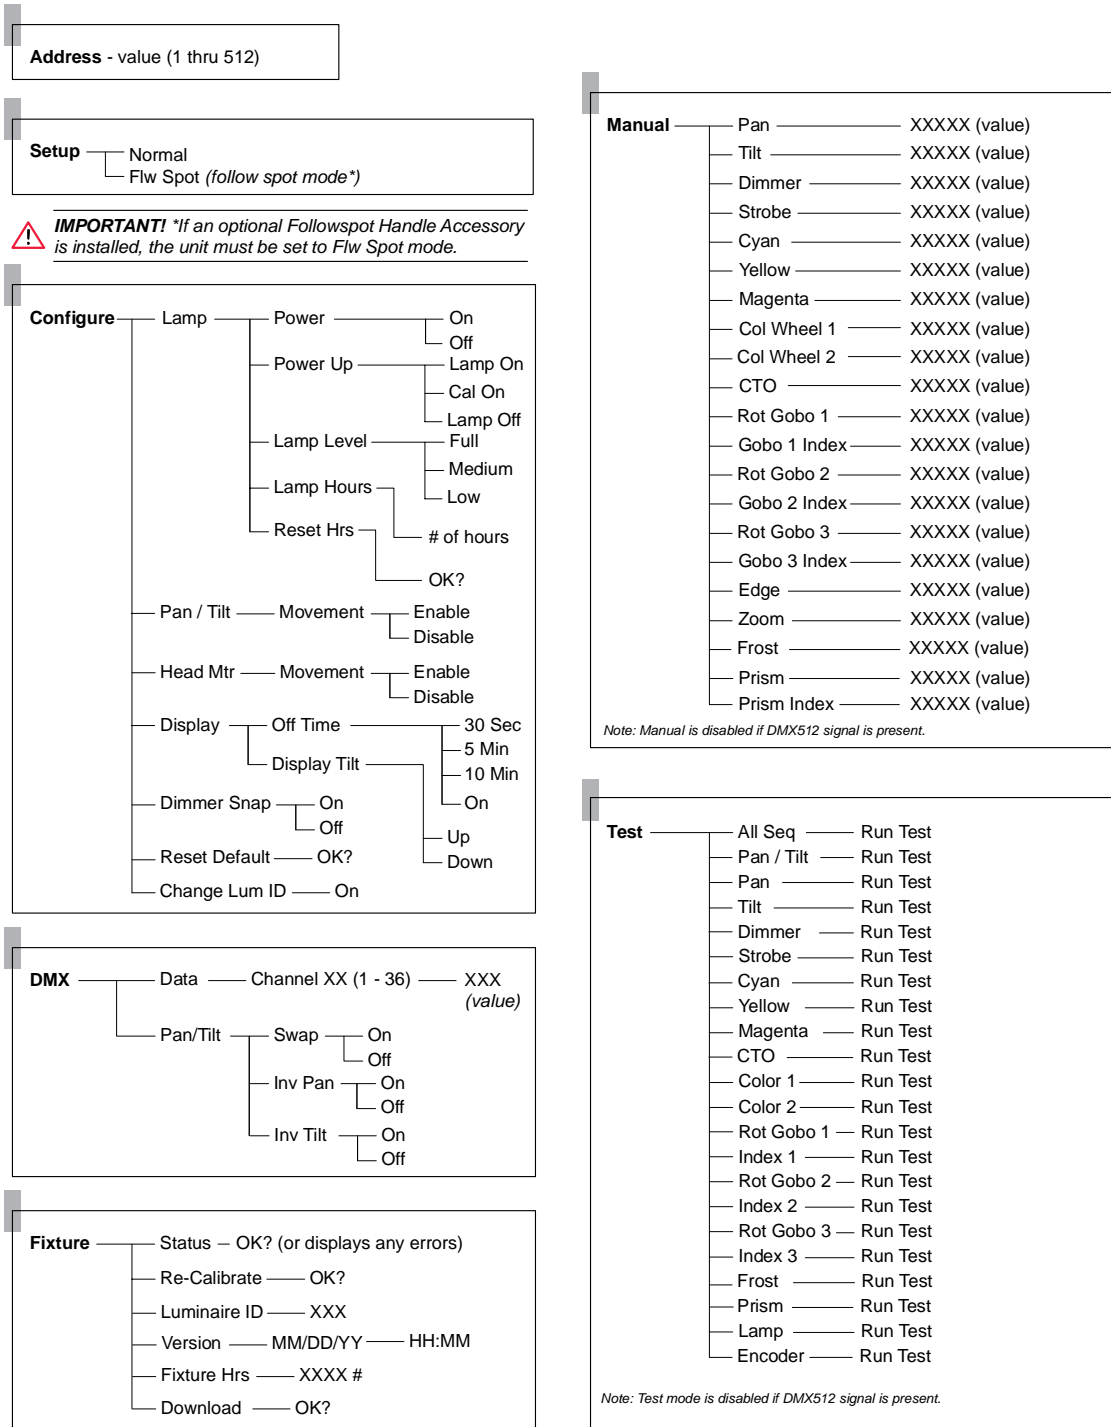 Address - value (1 thru 512)
Setup
Normal
Flw Spot (follow spot mode*)
IMPORTANT! *If an optional Followspot Handle Accessory
is installed, the unit must be set to Flw Spot mode.
Configure Lamp Power On
Off
Power Up Lamp On
Cal On
Lamp Off
Lamp Level Full
Medium
Low
Lamp Hours
# of hours
Reset Hrs
OK?
Pan / Tilt Movement Enable
Disable
Head Mtr Movement Enable
Disable
Display Off Time 30 Sec
5 Min
10 Min
On
Display Tilt
Up
Down
Dimmer Snap On
Off
Reset Default OK?
Change Lum ID On
DMX Data Channel XX (1 - 36) XXX
(value)
Pan/Tilt Swap On
Off
Inv Pan On
Off
Inv Tilt On
Off
Fixture Status OK? (or displays any errors)
Re-Calibrate OK?
Luminaire ID XXX
Version MM/DD/YY HH:MM
Fixture Hrs XXXX #
Download OK?
Manual Pan XXXXX (value)
Tilt XXXXX (value)
Dimmer XXXXX (value)
Strobe XXXXX (value)
Cyan XXXXX (value)
Yellow XXXXX (value)
Magenta XXXXX (value)
Col Wheel 1 XXXXX (value)
Col Wheel 2 XXXXX (value)
CTO XXXXX (value)
Rot Gobo 1 XXXXX (value)
Gobo 1 Index XXXXX (value)
Rot Gobo 2 XXXXX (value)
Gobo 2 Index XXXXX (value)
Rot Gobo 3 XXXXX (value)
Gobo 3 Index XXXXX (value)
Edge XXXXX (value)
Zoom XXXXX (value)
Frost XXXXX (value)
Prism XXXXX (value)
Prism Index XXXXX (value)
Note: Manual is disabled if DMX512 signal is present.
Test All Seq Run Test
Pan / Tilt Run Test
Pan Run Test
Tilt Run Test
Dimmer Run Test
Strobe Run Test
Cyan Run Test
Yellow Run Test
Magenta Run Test
CTO Run Test
Color 1 Run Test
Color 2 Run Test
Rot Gobo 1 Run Test
Index 1 Run Test
Rot Gobo 2 Run Test
Index 2 Run Test
Rot Gobo 3 Run Test
Index 3 Run Test
Frost Run Test
Prism Run Test
Lamp Run Test
Encoder Run Test
Note: Test mode is disabled if DMX512 signal is present.